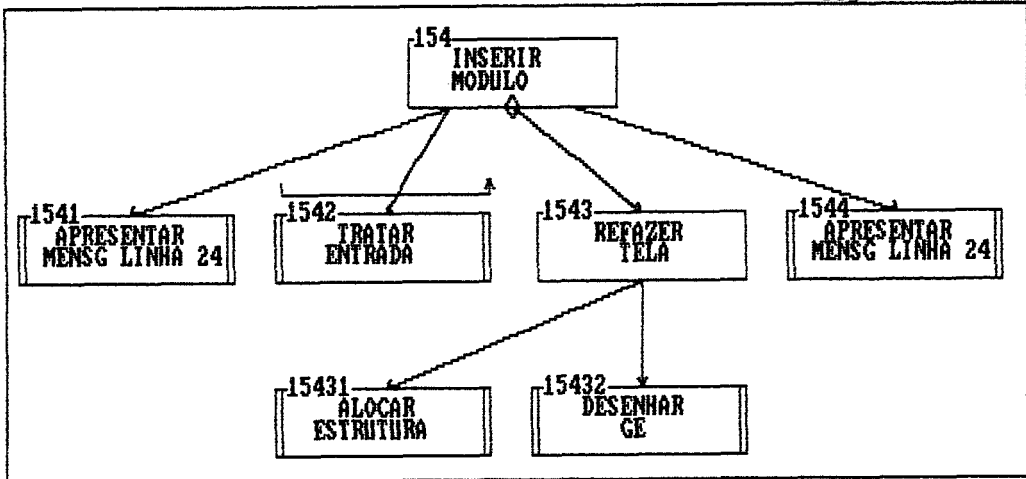 154
INSERIR
MODULO
1541
APRESENTAR
MENSG LINHA 24
1542
TRATAR
ENTRADA
1543
REFAZER
TELA
1544
APRESENTAR
MENSG LINHA 24
15431
ALOCAR
ESTRUTURA
15432
DESENHAR
GE